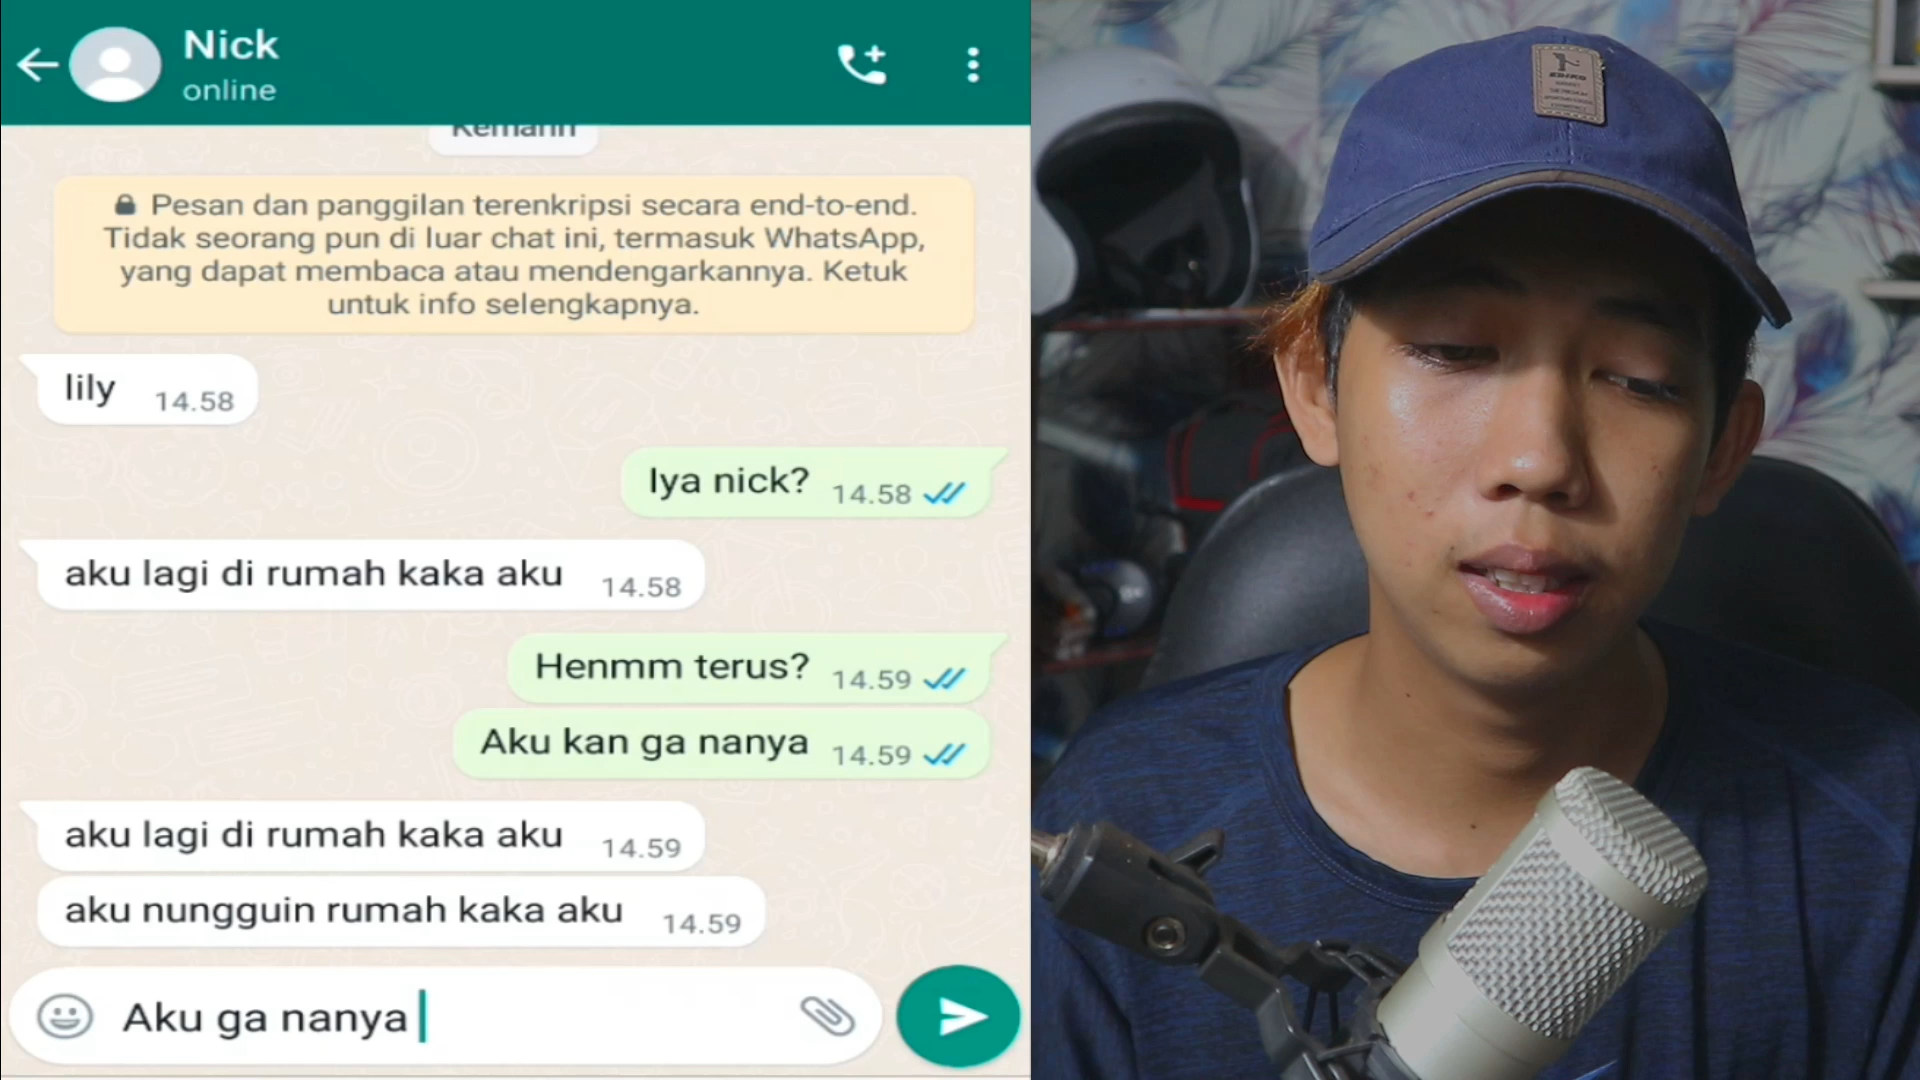 Nick
online
Kemarin
Pesan dan panggilan terenkripsi secara end-to-end.
Tidak seorang pun di luar chat ini, termasuk WhatsApp,
yang dapat membaca atau mendengarkannya. Ketuk
untuk info selengkapnya.
lily 14.58
Iya nick? 14.58
aku lagi di rumah kaka aku 14.58
Henmm terus? 14.59
Aku kan ga nanya 14.59
aku lagi di rumah kaka aku 14.59
aku nungguin rumah kaka aku 14.59
Aku ga nanya
EDIKO